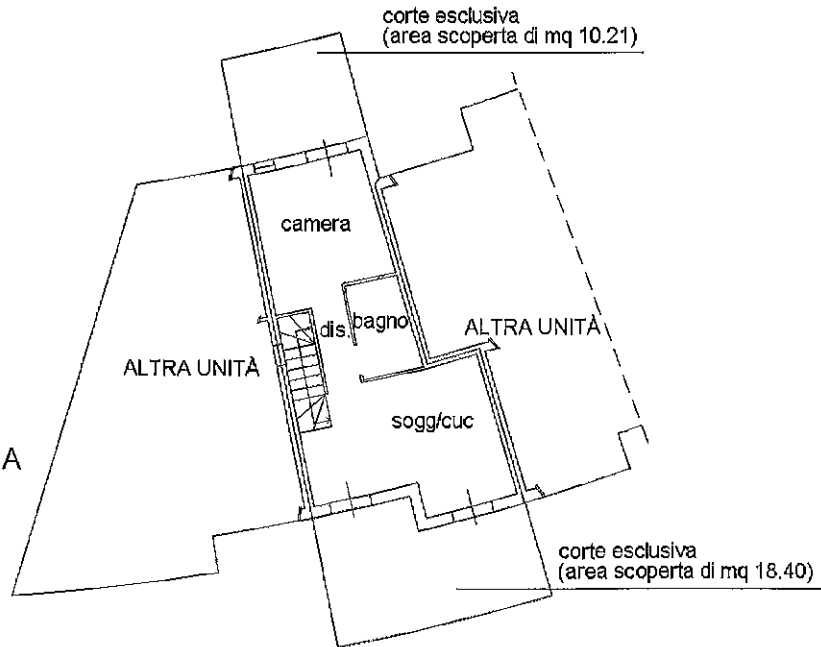 corte esclusiva
(area scoperta di mq 10.21)
camera
dis.
bagno
ALTRA UNITÀ
ALTRA UNITÀ
sogg/cuc
A
corte esclusiva
(area scoperta di mq 18.40)